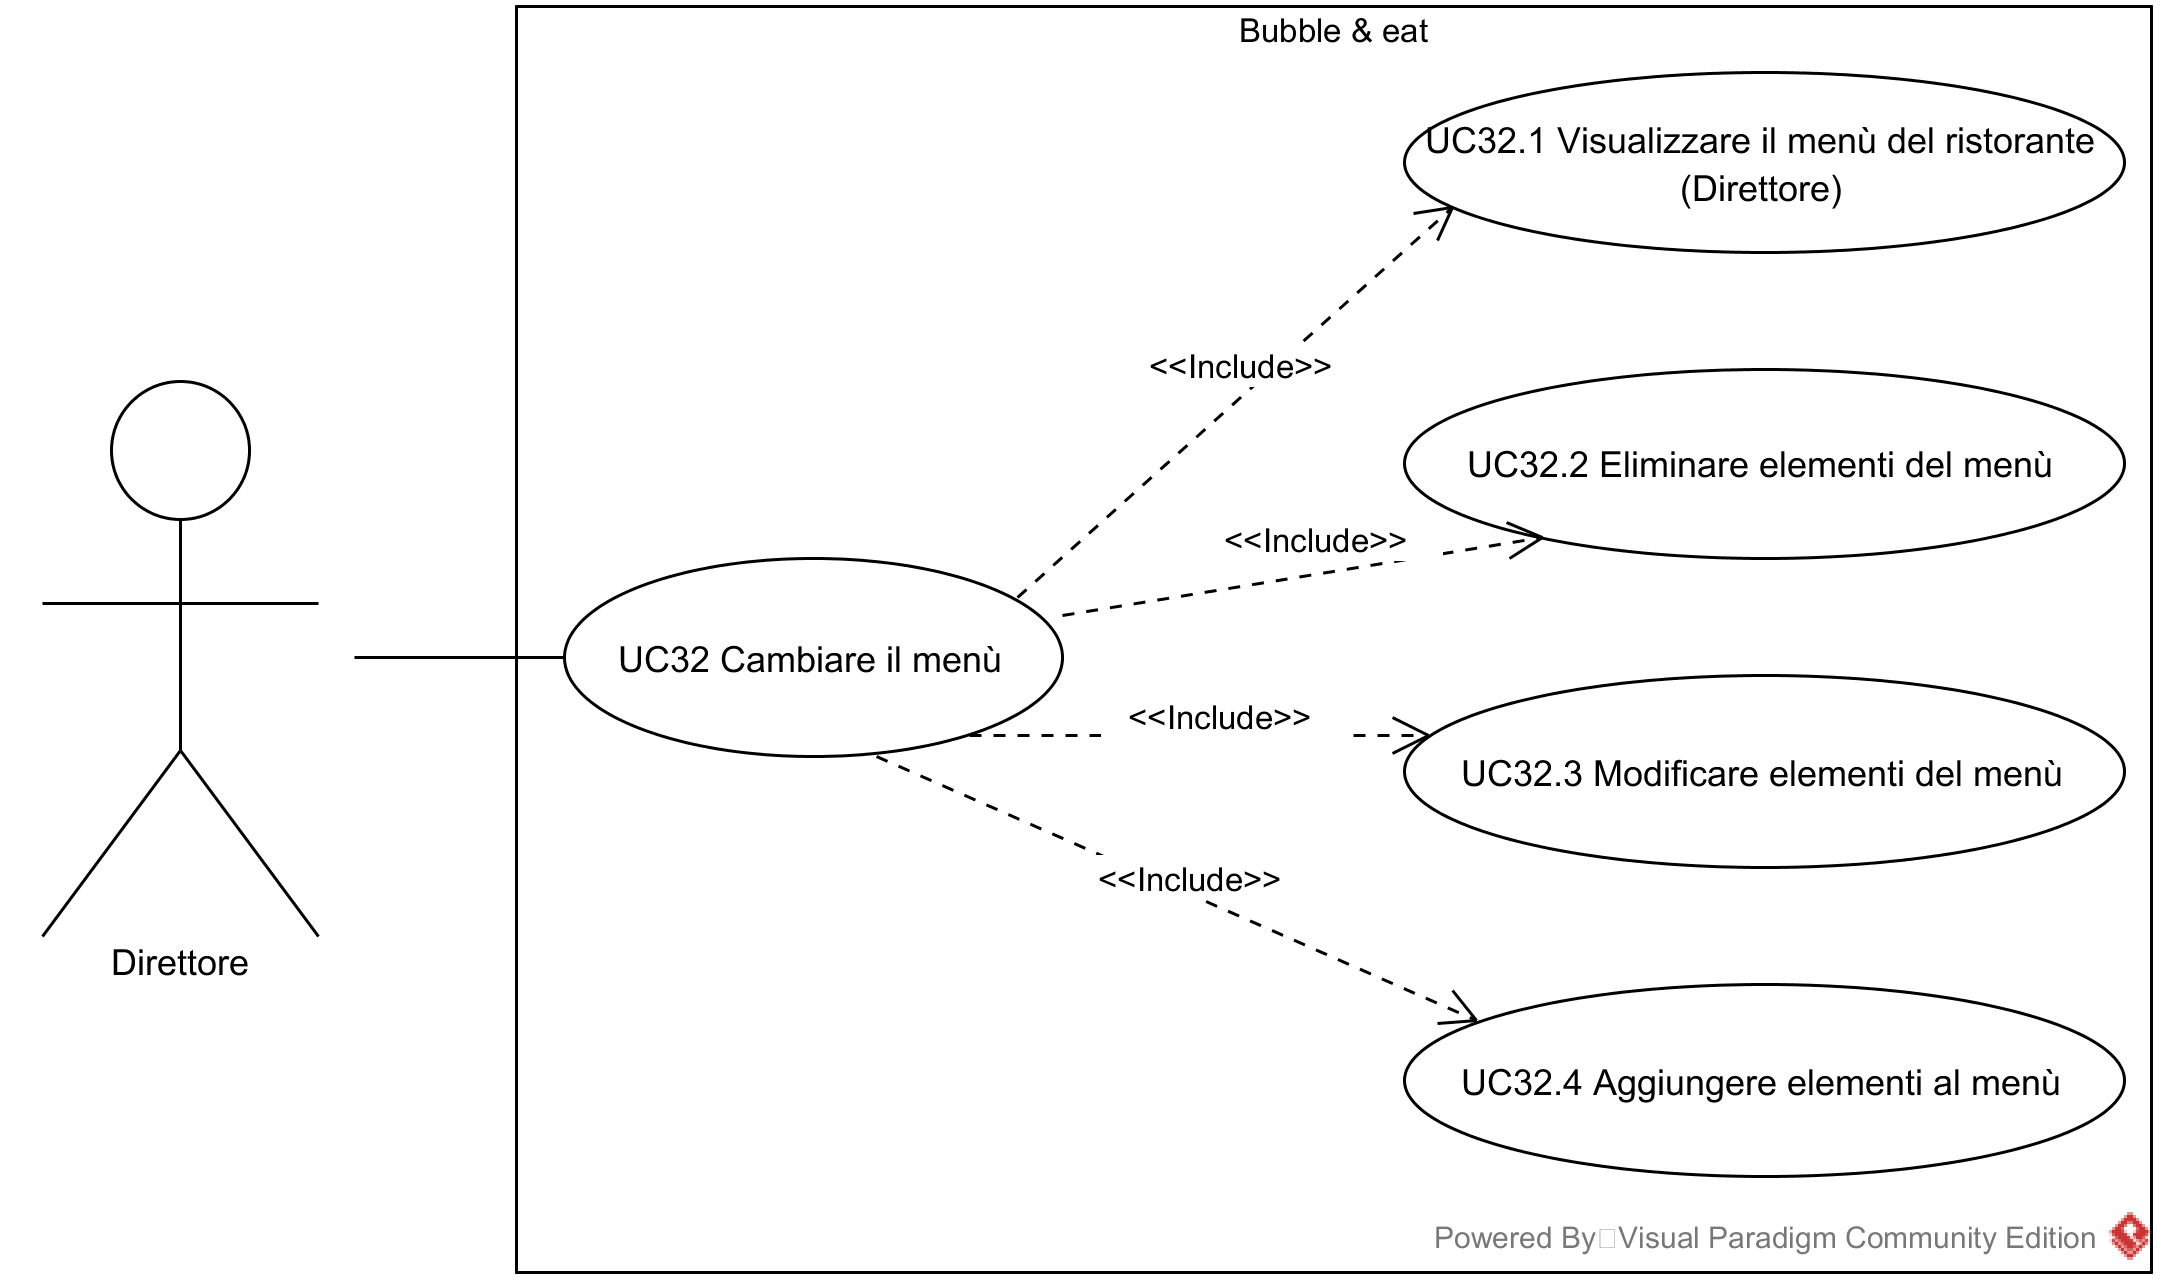 Bubble & eat
UC32.1 Visualizzare il menù del ristorante
(Direttore)
<<Include>>
UC32.2 Eliminare elementi del menù
<<Include>>
UC32 Cambiare il menù
<<Include>>
UC32.3 Modificare elementi del menù
<<Include>>
Direttore
UC32.4 Aggiungere elementi al menù
Powered By Visual Paradigm Community Edition